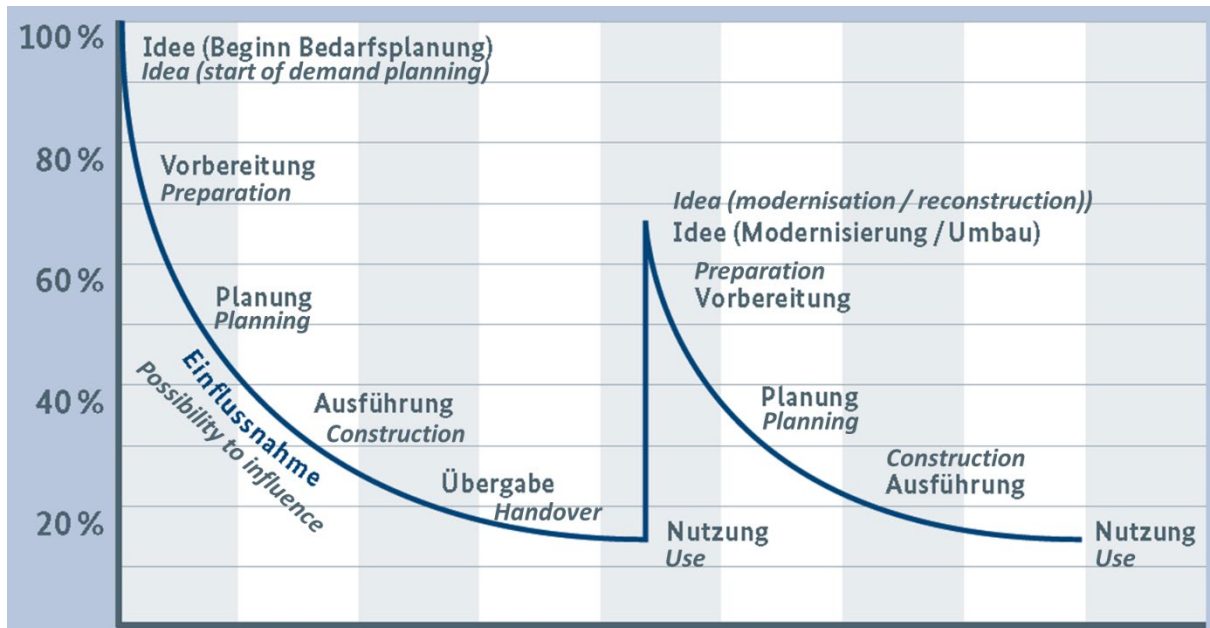 100 %
80 %
60 %
40 %
20 %
Idee (Beginn Bedarfsplanung)
Idea (start of demand planning)
Vorbereitung
Preparation
Planung
Planning
Einflussnahme
Possibility to influence
Ausführung
Construction
Übergabe
Handover
Nutzung
Use
Idea (modernisation / reconstruction))
Idee (Modernisierung / Umbau)
Preparation
Vorbereitung
Planung
Planning
Construction
Ausführung
Nutzung
Use